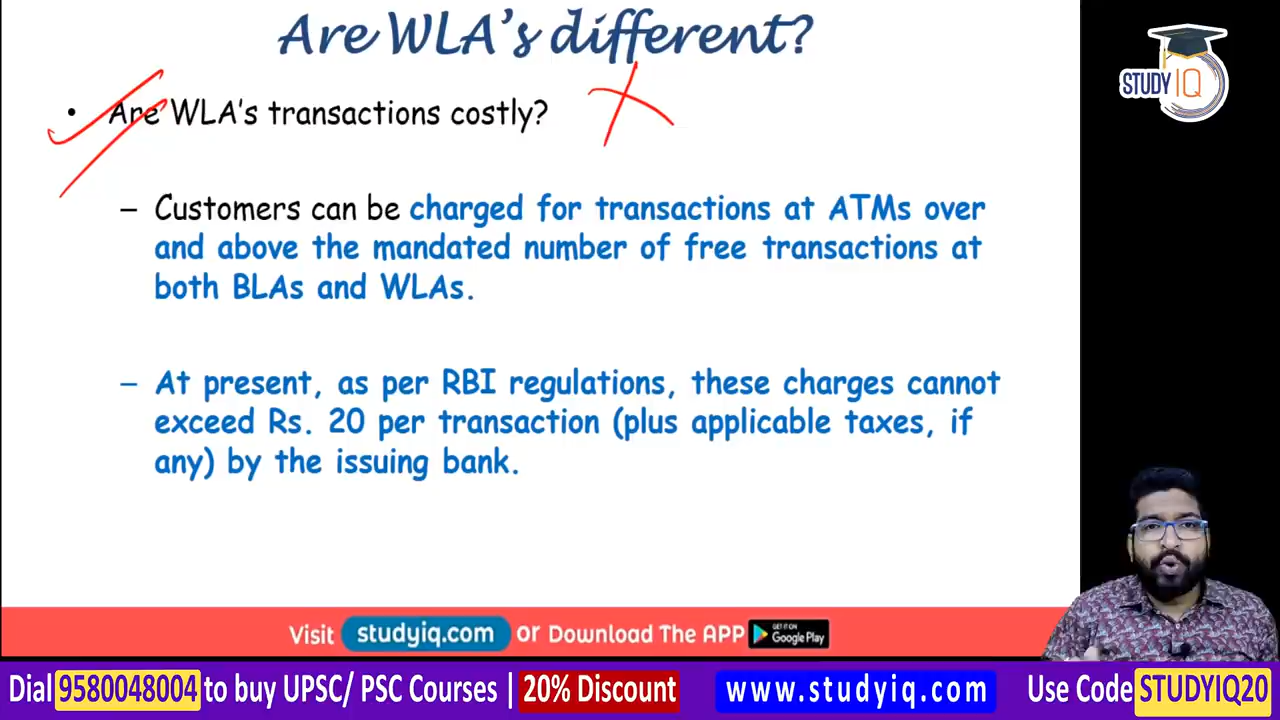 Are WLA's different?
STUDY IQ
• Are WLA's transactions costly?
– Customers can be charged for transactions at ATMs over
and above the mandated number of free transactions at
both BLAs and WLAs.
– At present, as per RBI regulations, these charges cannot
exceed Rs. 20 per transaction (plus applicable taxes, if
any) by the issuing bank.
Visit studyiq.com or Download The APP GET IT ON Google Play
Dial 9580048004 to buy UPSC/ PSC Courses | 20% Discount www.studyiq.com Use Code STUDYIQ20